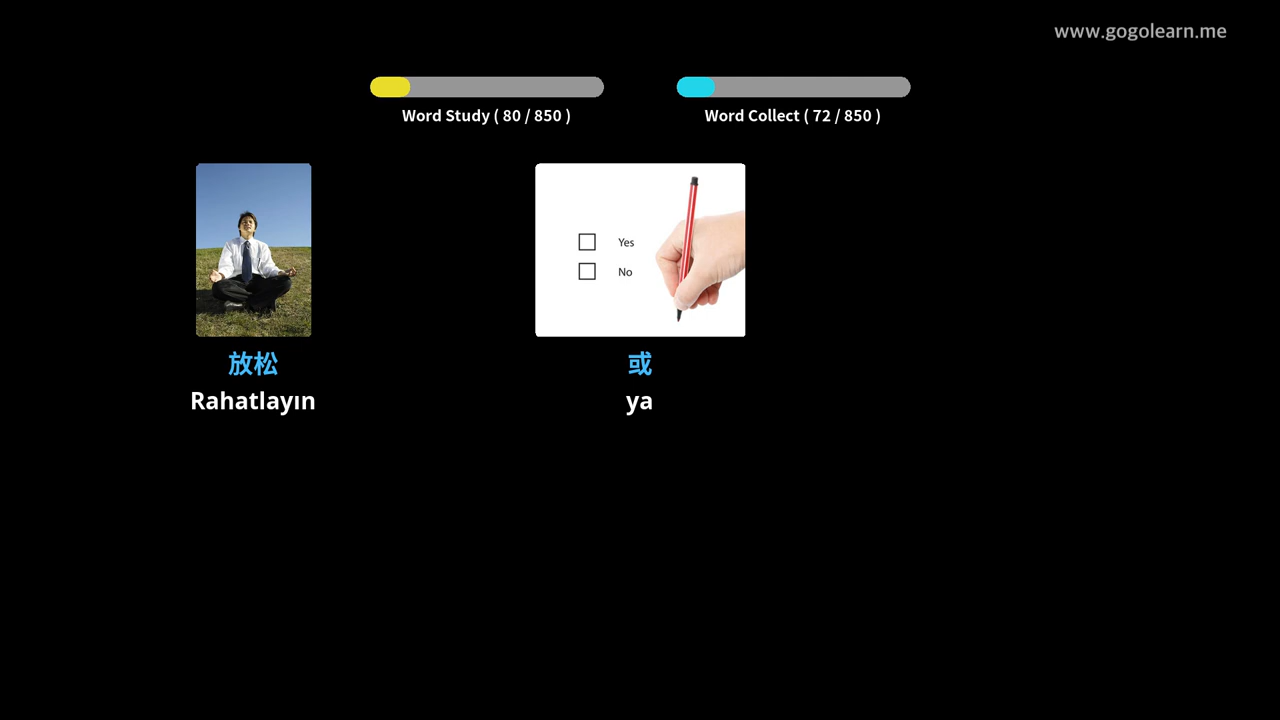 www.gogolearn.me
Word Study ( 80 / 850 )
Word Collect ( 72 / 850 )
Yes
No
放松
Rahatlayın
或
ya